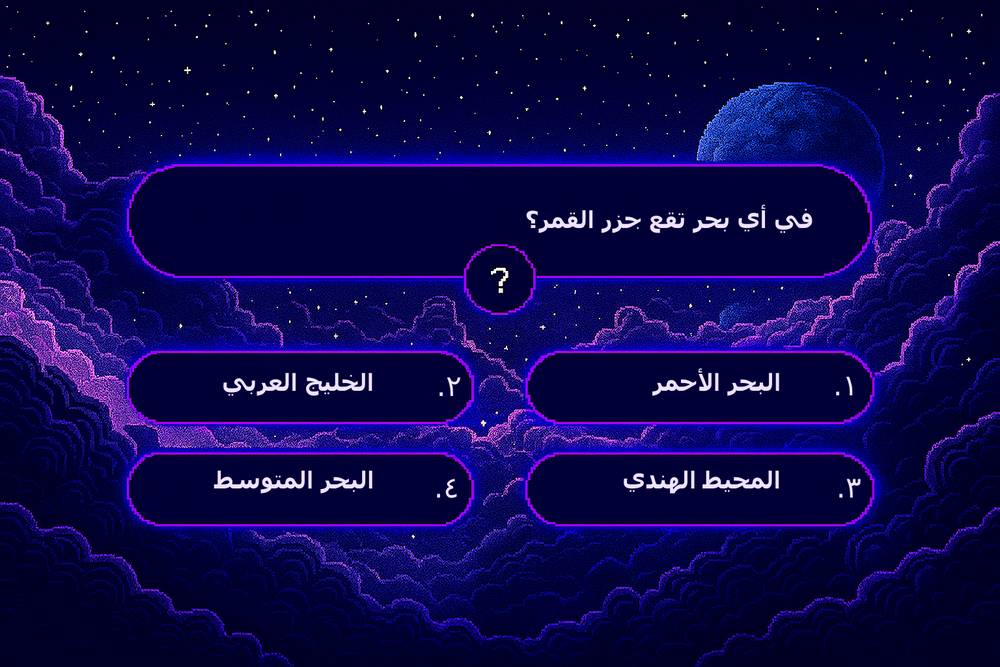 في أي بحر تقع جزر القمر؟
?
١. البحر الأحمر
٢. الخليج العربي
٣. المحيط الهندي
٤. البحر المتوسط